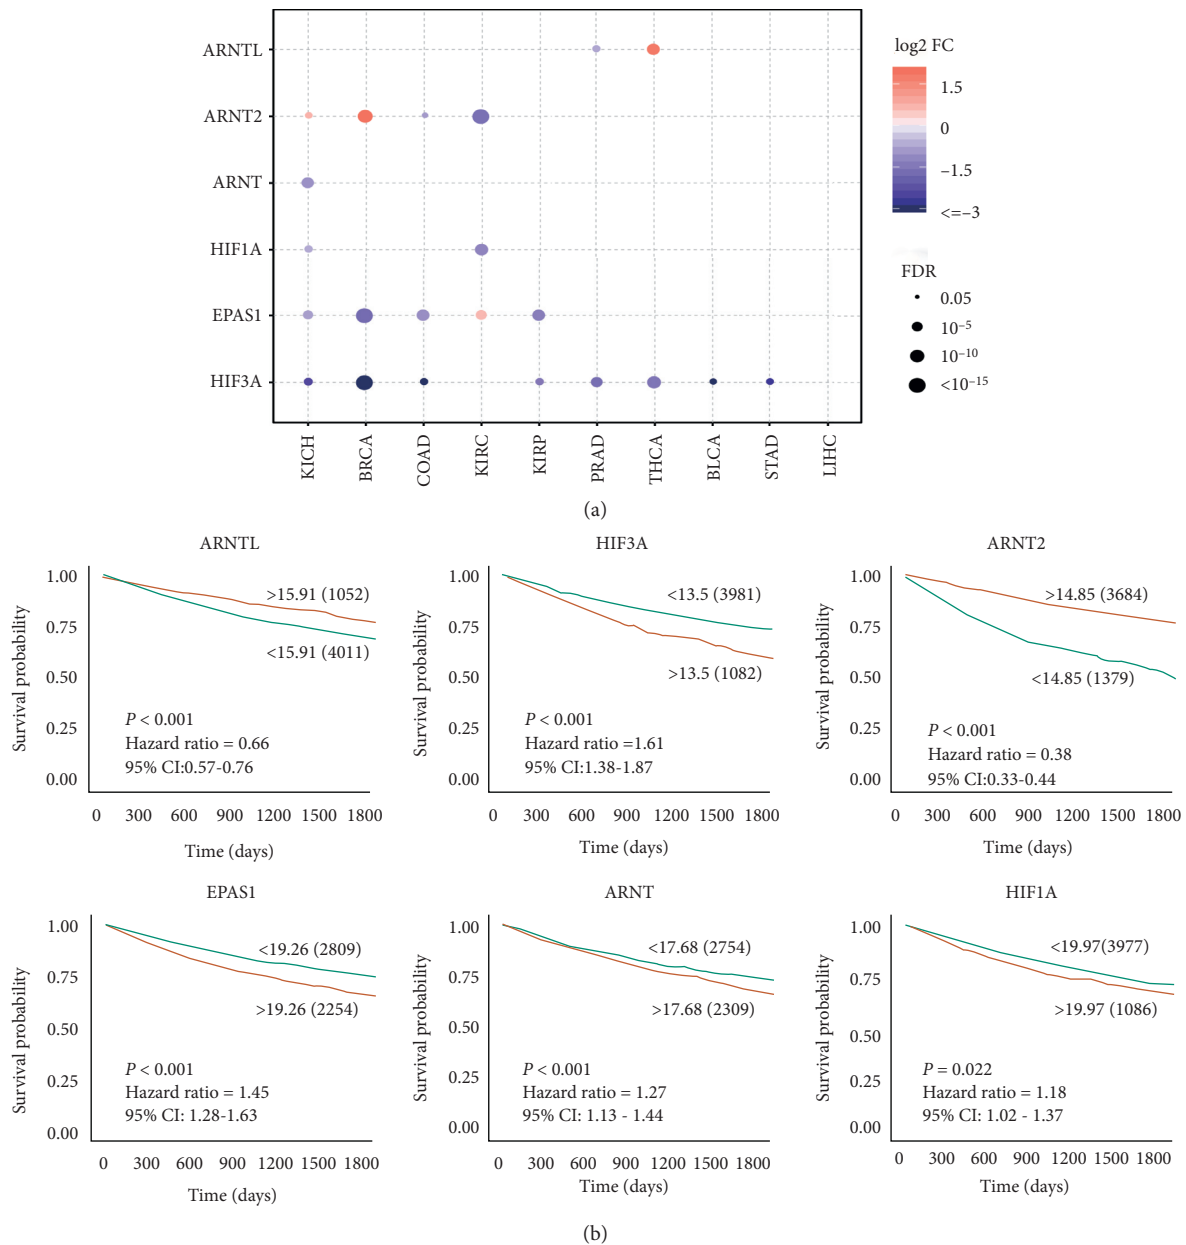 ARNTL
ARNT2
ARNT
HIF1A
EPAS1
HIF3A
KICH
BRCA
COAD
KIRC
KIRP
PRAD
THCA
BLCA
STAD
LIHC
log2 FC
1.5
0
−1.5
<=−3
FDR
0.05
10⁻⁵
10⁻¹⁰
<10⁻¹⁵
(a)
ARNTL
Survival probability
1.00
0.75
0.50
0.25
0.00
>15.91 (1052)
<15.91 (4011)
P < 0.001
Hazard ratio = 0.66
95% CI:0.57-0.76
0 300 600 900 1200 1500 1800
Time (days)
HIF3A
Survival probability
1.00
0.75
0.50
0.25
0.00
<13.5 (3981)
>13.5 (1082)
P < 0.001
Hazard ratio =1.61
95% CI:1.38-1.87
0 300 600 900 1200 1500 1800
Time (days)
ARNT2
Survival probability
1.00
0.75
0.50
0.25
0.00
>14.85 (3684)
<14.85 (1379)
P < 0.001
Hazard ratio = 0.38
95% CI:0.33-0.44
0 300 600 900 1200 1500 1800
Time (days)
EPAS1
Survival probability
1.00
0.75
0.50
0.25
0.00
<19.26 (2809)
>19.26 (2254)
P < 0.001
Hazard ratio = 1.45
95% CI: 1.28-1.63
0 300 600 900 1200 1500 1800
Time (days)
ARNT
Survival probability
1.00
0.75
0.50
0.25
0.00
<17.68 (2754)
>17.68 (2309)
P < 0.001
Hazard ratio = 1.27
95% CI: 1.13 - 1.44
0 300 600 900 1200 1500 1800
Time (days)
HIF1A
Survival probability
1.00
0.75
0.50
0.25
0.00
<19.97(3977)
>19.97 (1086)
P = 0.022
Hazard ratio = 1.18
95% CI: 1.02 - 1.37
0 300 600 900 1200 1500 1800
Time (days)
(b)